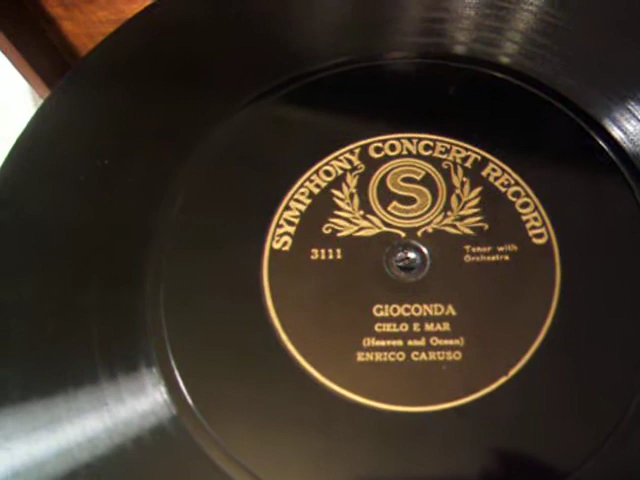 SYMPHONY CONCERT RECORD
S
3111
Tenor with
Orchestra
GIOCONDA
CIELO E MAR
(Heaven and Ocean)
ENRICO CARUSO